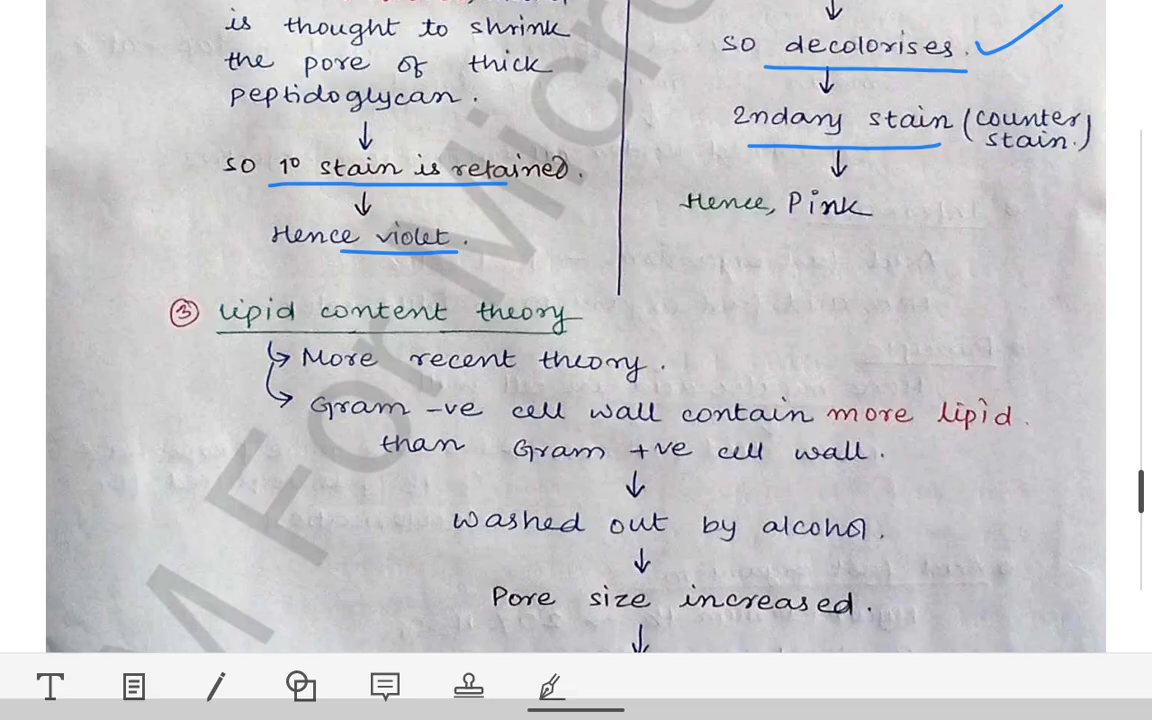 is thought to shrink
the pore of thick
peptidoglycan.
↓
so 1° stain is retained.
↓
Hence violet.
↓
so decolorises.
↓
2ndary stain (counter
stain.)
↓
Hence, Pink
③ Lipid content theory
↳ More recent theory.
↳ Gram -ve cell wall contain more lipid.
than Gram +ve cell wall.
↓
Washed out by alcohol.
↓
Pore size increased.
↓
M For Micro
T